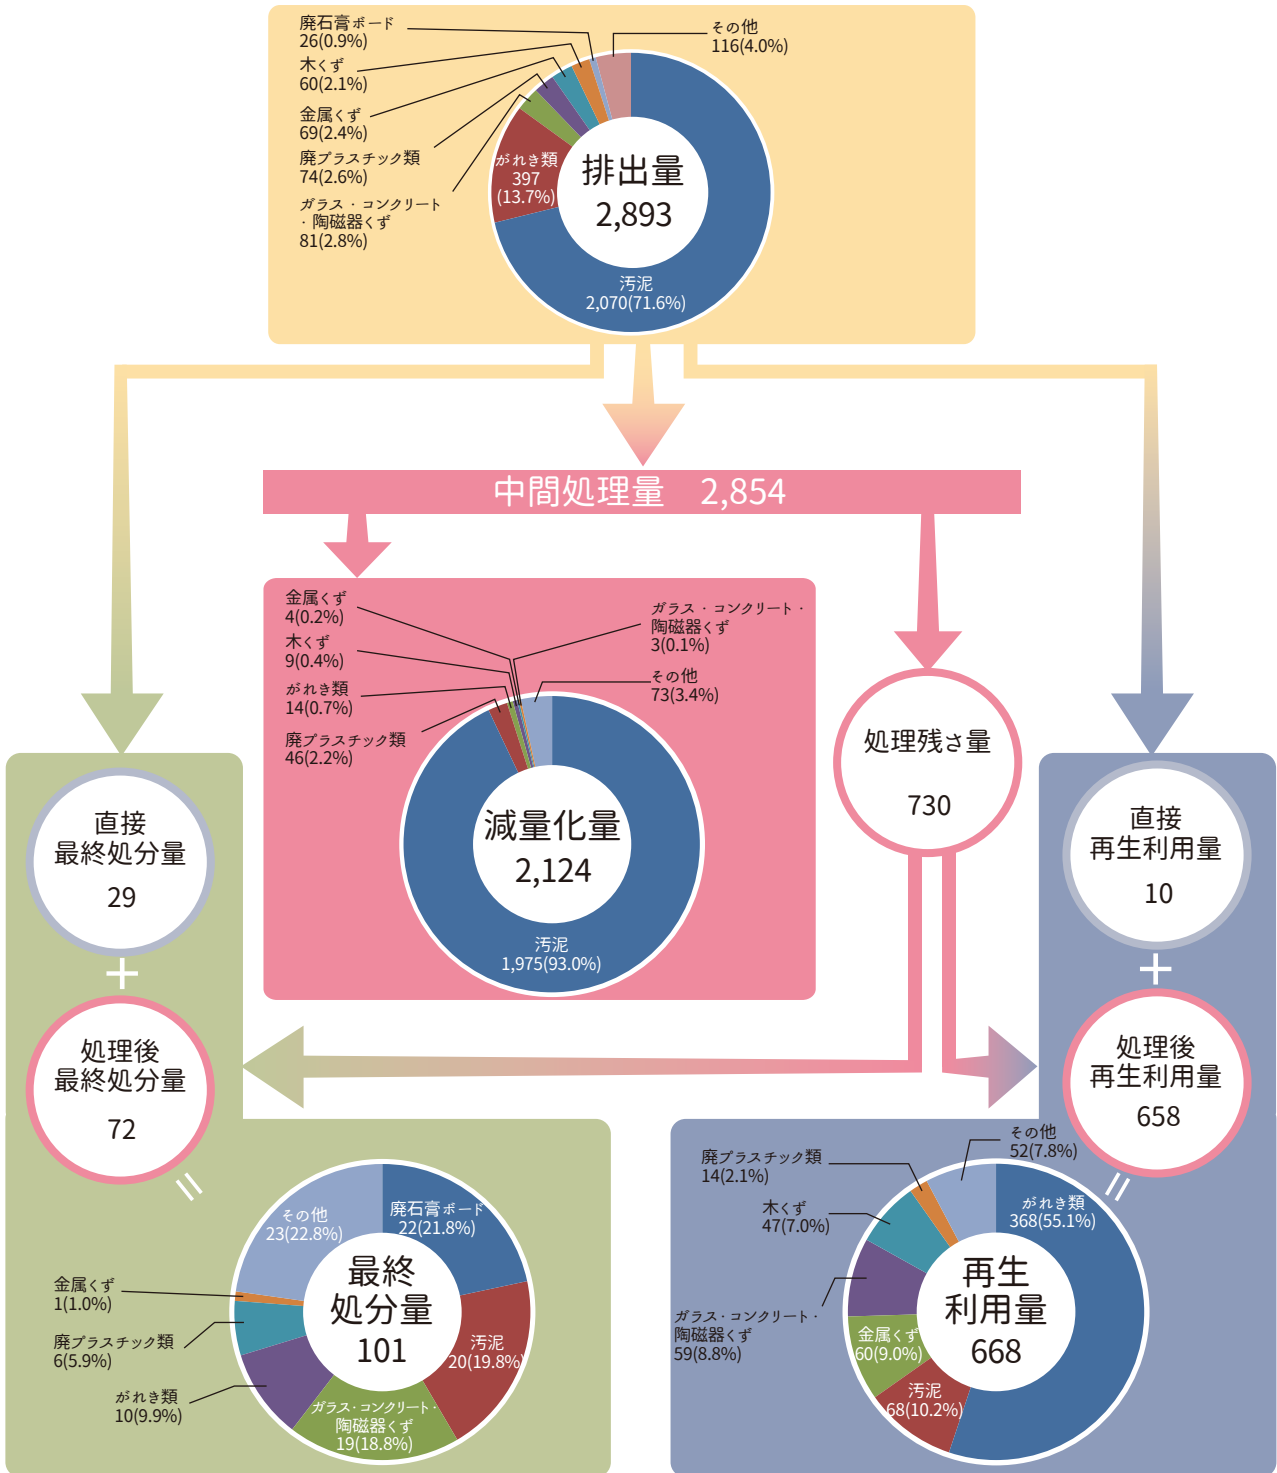 廃石膏ボード
26(0.9%)
木くず
60(2.1%)
金属くず
69(2.4%)
廃プラスチック類
74(2.6%)
ガラス・コンクリート
・陶磁器くず
81(2.8%)
その他
116(4.0%)
がれき類
397
(13.7%)
排出量
2,893
汚泥
2,070(71.6%)
中間処理量　2,854
金属くず
4(0.2%)
木くず
9(0.4%)
がれき類
14(0.7%)
廃プラスチック類
46(2.2%)
ガラス・コンクリート・
陶磁器くず
3(0.1%)
その他
73(3.4%)
減量化量
2,124
汚泥
1,975(93.0%)
処理残さ量
730
直接
最終処分量
29
+
処理後
最終処分量
72
=
直接
再生利用量
10
+
処理後
再生利用量
658
=
その他
23(22.8%)
廃石膏ボード
22(21.8%)
金属くず
1(1.0%)
廃プラスチック類
6(5.9%)
がれき類
10(9.9%)
最終
処分量
101
汚泥
20(19.8%)
ガラス・コンクリート・
陶磁器くず
19(18.8%)
その他
52(7.8%)
廃プラスチック類
14(2.1%)
木くず
47(7.0%)
がれき類
368(55.1%)
ガラス・コンクリート・
陶磁器くず
59(8.8%)
再生
利用量
668
金属くず
60(9.0%)
汚泥
68(10.2%)